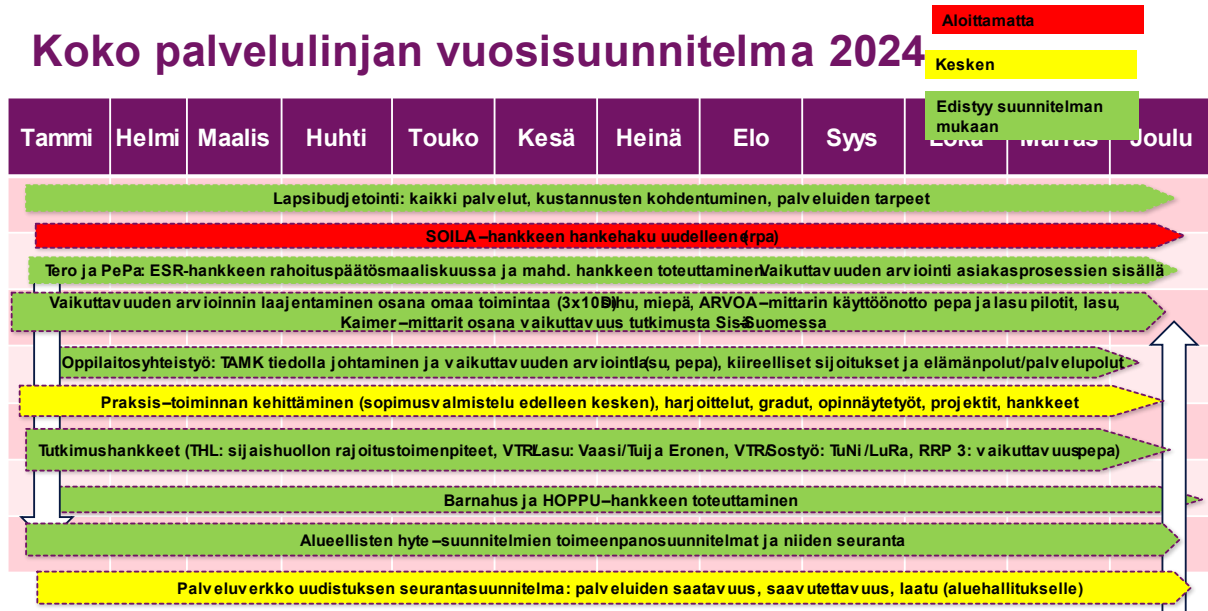 Koko palvelulinjan vuosisuunnitelma 2024
Aloittamatta
Kesken
Edistyy suunnitelman
mukaan
Tammi Helmi Maalis Huhti Touko Kesä Heinä Elo Syys Loka Marras Joulu
Lapsibudjetointi: kaikki palvelut, kustannusten kohdentuminen, palveluiden tarpeet
SOILA –hankkeen hankehaku uudelleen (rpa)
Tero ja PePa: ESR-hankkeen rahoituspäätös maaliskuussa ja mahd. hankkeen toteuttaminen Vaikuttavuuden arviointi asiakasprosessien sisällä
Vaikuttavuuden arvioinnin laajentaminen osana omaa toimintaa (3x10D) Sihu, miepä, ARVOA –mittarin käyttöönotto pepa ja lasu pilotit, lasu,
Kaimer –mittarit osana vaikuttavuus tutkimusta Sisä-Suomessa
Oppilaitosyhteistyö: TAMK tiedolla johtaminen ja vaikuttavuuden arviointi (lasu, pepa), kiireelliset sijoitukset ja elämänpolut/palvelupolut
Praksis–toiminnan kehittäminen (sopimusvalmistelu edelleen kesken), harjoittelut, gradut, opinnäytetyöt, projektit, hankkeet
Tutkimushankkeet (THL: sijaishuollon rajoitustoimenpiteet, VTR/Lasu: Vaasi/Tuija Eronen, VTR/Sostyö: TuNi/LuRa, RRP 3: vaikuttavuus pepa)
Barnahus ja HOPPU–hankkeen toteuttaminen
Alueellisten hyte –suunnitelmien toimeenpanosuunnitelmat ja niiden seuranta
Palveluverkko uudistuksen seurantasuunnitelma: palveluiden saatavuus, saavutettavuus, laatu (aluehallitukselle)